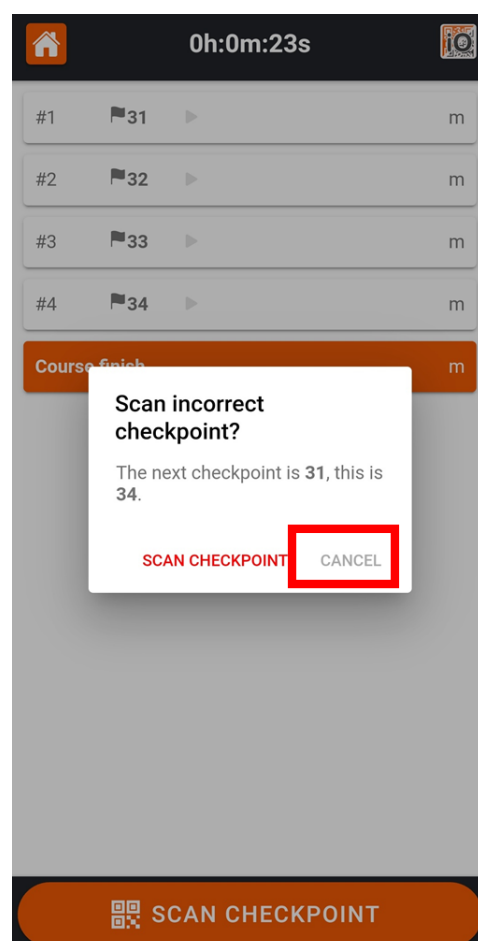 0h:0m:23s
iO
#1 31 m
#2 32 m
#3 33 m
#4 34 m
Course finish m
Scan incorrect
checkpoint?
The next checkpoint is 31, this is
34.
SCAN CHECKPOINT CANCEL
SCAN CHECKPOINT